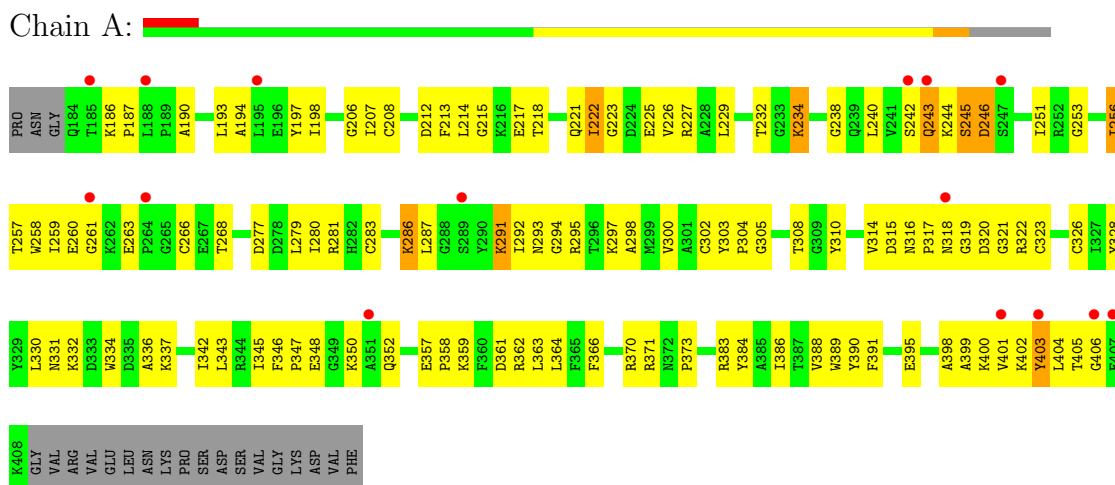 Chain A:
PRO ASN GLY Q184 T185 K186 P187 L188 P189 A190 L193 A194 L195 E196 Y197 I198 G206 I207 C208 D212 F213 L214 G215 K216 E217 T218 Q221 I222 G223 D224 E225 V226 R227 A228 L229 T232 G233 K234 G238 Q239 L240 V241 S242 Q243 K244 S245 D246 S247 I251 R252 G253
T257 W258 I259 E260 G261 K262 E263 P264 G265 C266 E267 T268 D277 D278 L279 I280 R281 H282 C283 K286 L287 G288 S289 Y290 K291 I292 N293 G294 R295 T296 K297 A298 M299 V300 A301 C302 Y303 P304 G305 T308 G309 Y310 V314 D315 N316 P317 N318 G319 D320 G321 R322 C323 G326 I327
Y329 L330 N331 K332 D333 W334 D335 A336 K337 I342 L343 R344 I345 F346 P347 E348 G349 K350 A351 Q352 E357 P358 K359 F360 D361 R362 L363 L364 F365 F366 R370 R371 N372 P373 R383 Y384 A385 I386 T387 V388 W389 Y390 F391 E395 A398 A399 K400 V401 K402 Y403 L404 T405 G406
K408 GLY VAL ARG VAL GLU LEU ASN LYS PRO SER ASP SER VAL GLY LYS ASP VAL PHE